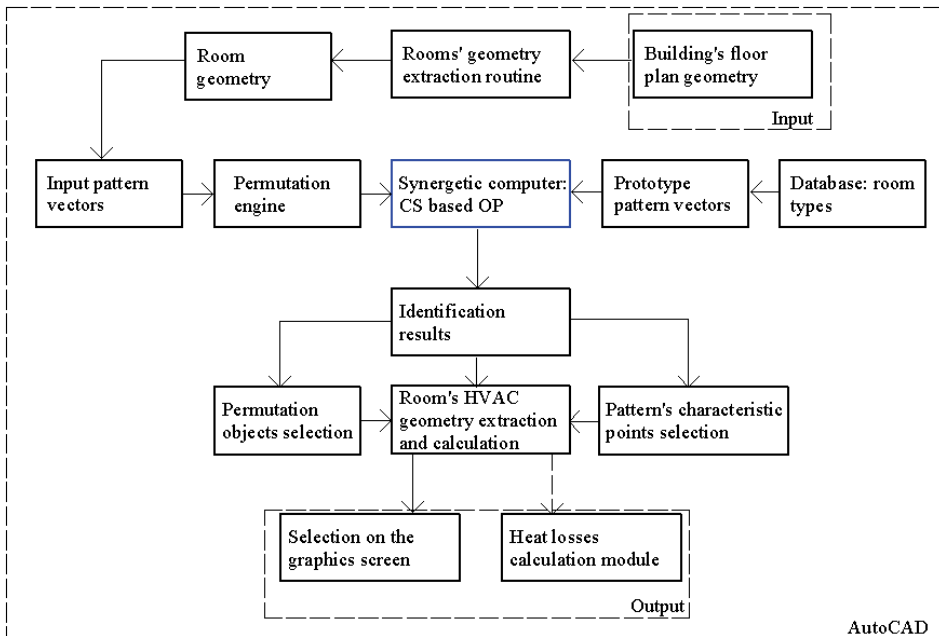 Room
geometry
Rooms' geometry
extraction routine
Building's floor
plan geometry
Input
Input pattern
vectors
Permutation
engine
Synergetic computer:
CS based OP
Prototype
pattern vectors
Database: room
types
Identification
results
Permutation
objects selection
Room's HVAC
geometry extraction
and calculation
Pattern's characteristic
points selection
Selection on the
graphics screen
Heat losses
calculation module
Output
AutoCAD